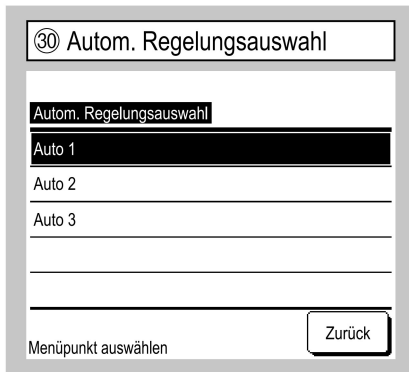 ㉚ Autom. Regelungsauswahl
Autom. Regelungsauswahl
Auto 1
Auto 2
Auto 3
Zurück
Menüpunkt auswählen